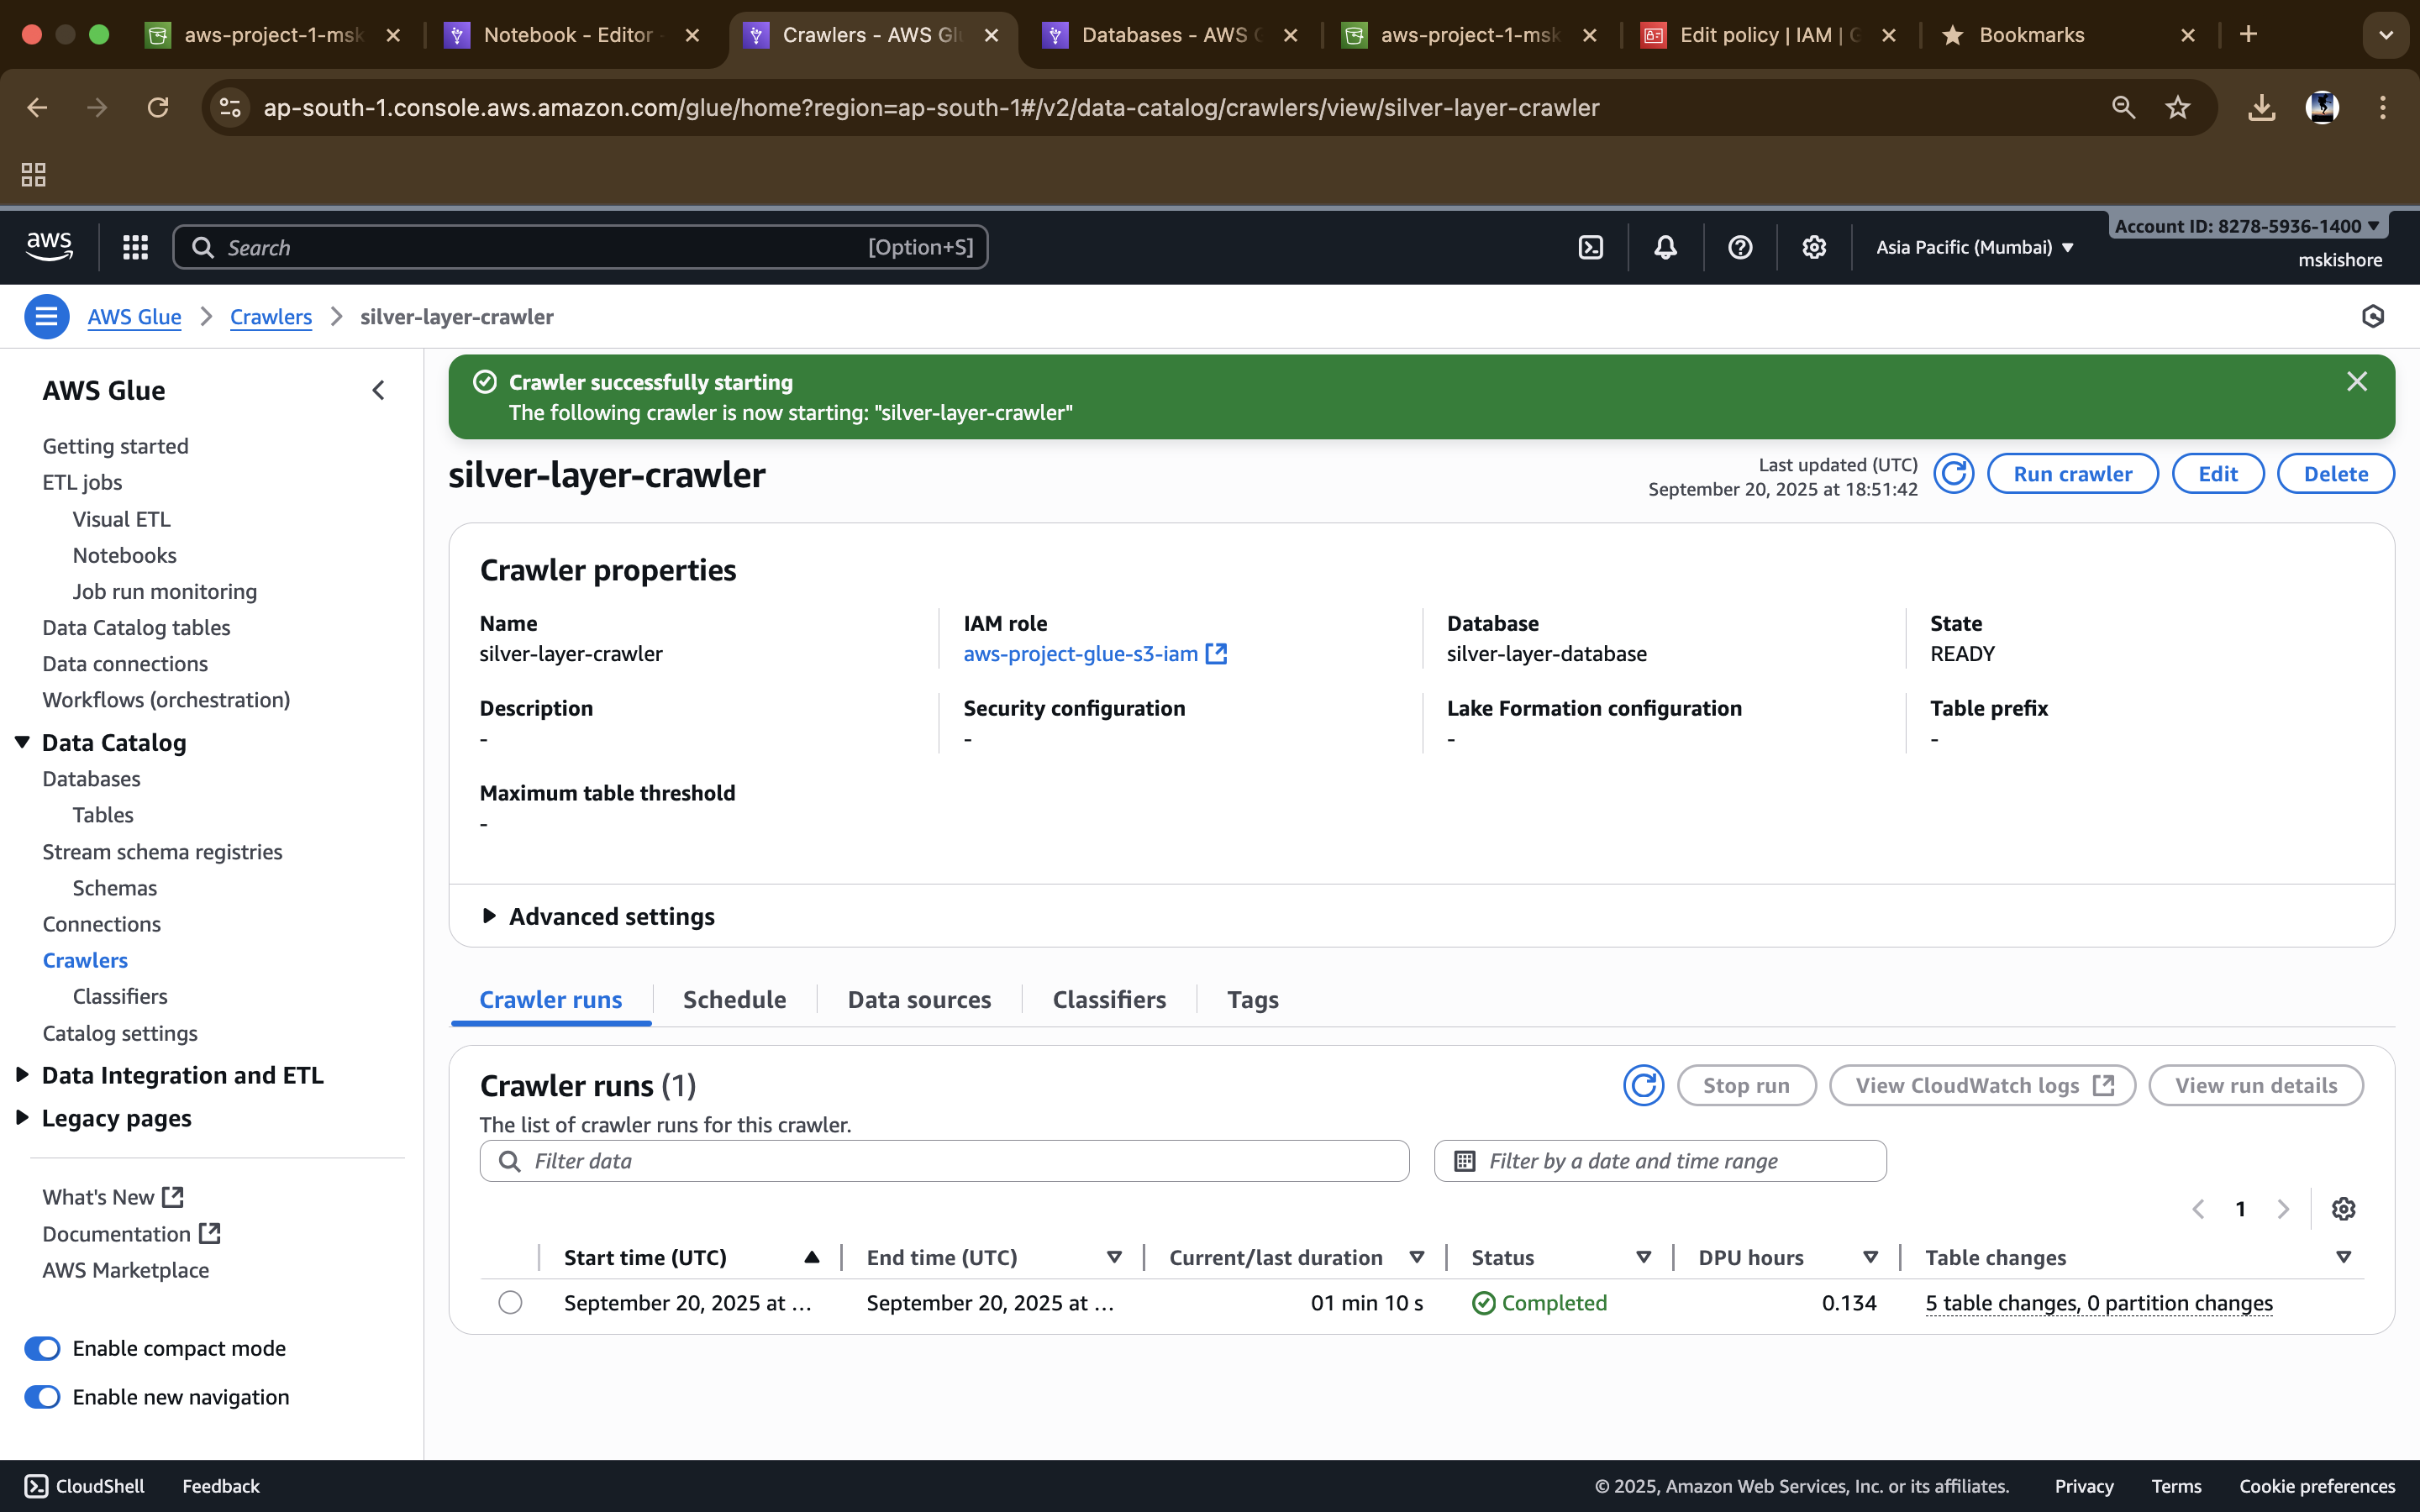 aws-project-1-msk
Notebook - Editor
Crawlers - AWS Gl
Databases - AWS
aws-project-1-msk
Edit policy | IAM |
Bookmarks
ap-south-1.console.aws.amazon.com/glue/home?region=ap-south-1#/v2/data-catalog/crawlers/view/silver-layer-crawler
aws
Search
[Option+S]
Asia Pacific (Mumbai)
Account ID: 8278-5936-1400
mskishore
AWS Glue
Crawlers
silver-layer-crawler
AWS Glue
Getting started
ETL jobs
Visual ETL
Notebooks
Job run monitoring
Data Catalog tables
Data connections
Workflows (orchestration)
Data Catalog
Databases
Tables
Stream schema registries
Schemas
Connections
Crawlers
Classifiers
Catalog settings
Data Integration and ETL
Legacy pages
What's New
Documentation
AWS Marketplace
Enable compact mode
Enable new navigation
Crawler successfully starting
The following crawler is now starting: "silver-layer-crawler"
silver-layer-crawler
Last updated (UTC)
September 20, 2025 at 18:51:42
Run crawler
Edit
Delete
Crawler properties
Name
silver-layer-crawler
IAM role
aws-project-glue-s3-iam
Database
silver-layer-database
State
READY
Description
-
Security configuration
-
Lake Formation configuration
-
Table prefix
-
Maximum table threshold
-
Advanced settings
Crawler runs
Schedule
Data sources
Classifiers
Tags
Crawler runs (1)
The list of crawler runs for this crawler.
Stop run
View CloudWatch logs
View run details
Filter data
Filter by a date and time range
1
Start time (UTC)
End time (UTC)
Current/last duration
Status
DPU hours
Table changes
September 20, 2025 at ...
September 20, 2025 at ...
01 min 10 s
Completed
0.134
5 table changes, 0 partition changes
CloudShell
Feedback
© 2025, Amazon Web Services, Inc. or its affiliates.
Privacy
Terms
Cookie preferences